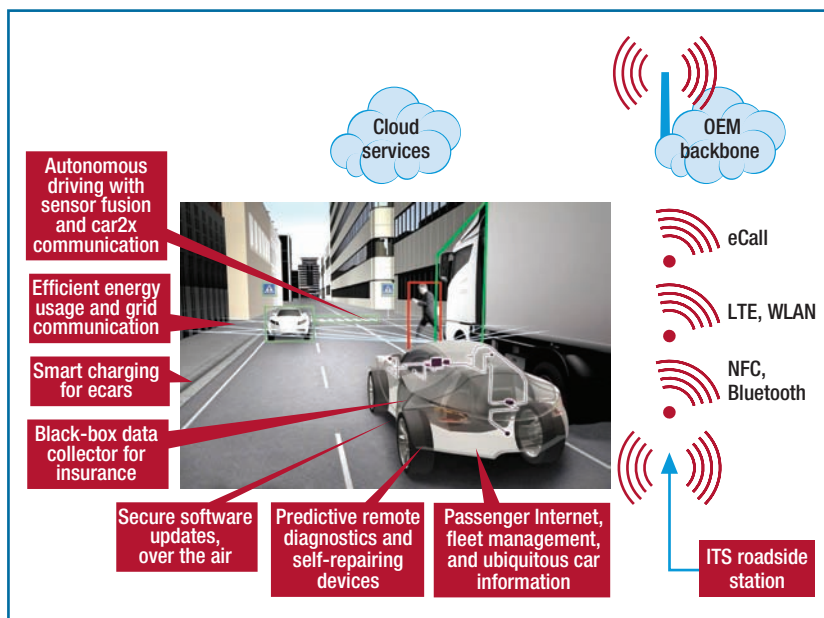 Cloud
services
OEM
backbone
Autonomous
driving with
sensor fusion
and car2x
communication
Efficient energy
usage and grid
communication
Smart charging
for ecars
Black-box data
collector for
insurance
Secure software
updates,
over the air
Predictive remote
diagnostics and
self-repairing
devices
Passenger Internet,
fleet management,
and ubiquitous car
information
eCall
LTE, WLAN
NFC,
Bluetooth
ITS roadside
station